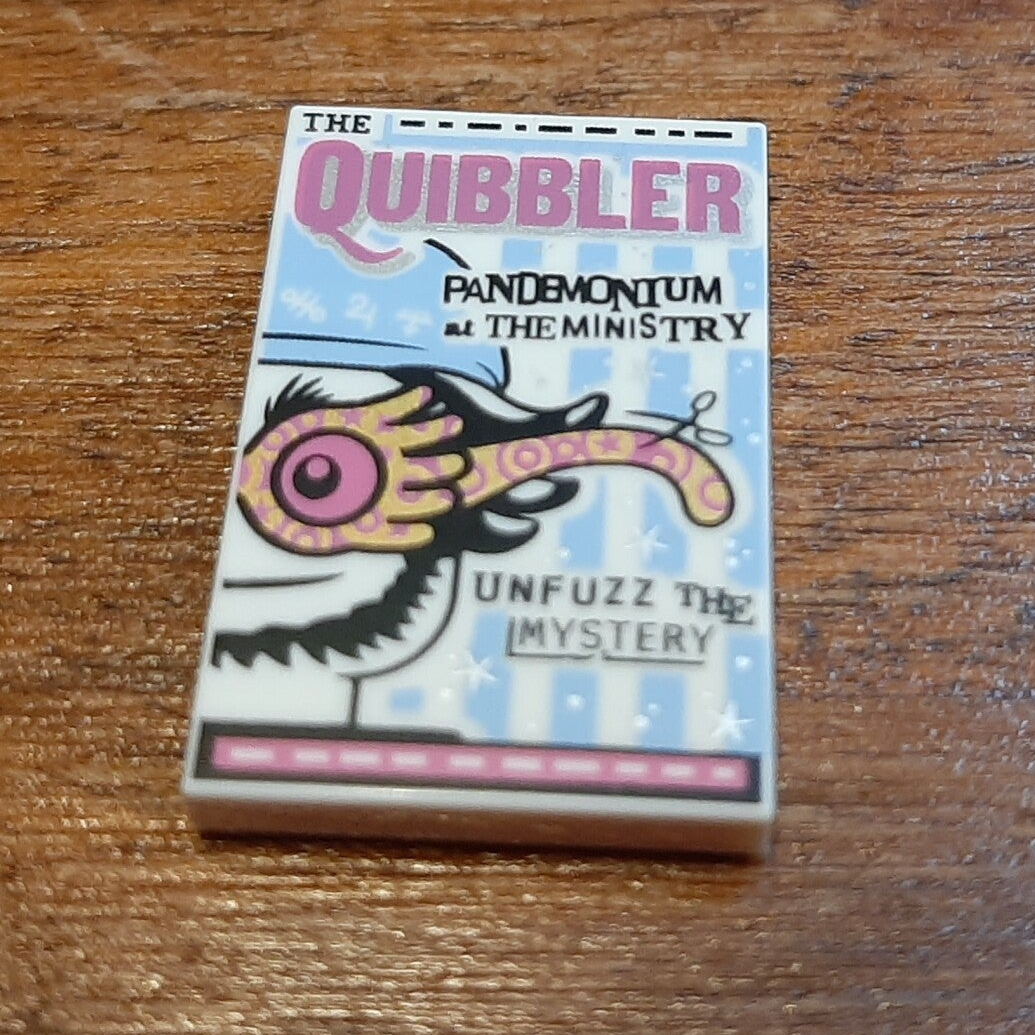 THE
QUIBBLER
PANDEMONIUM
at THE MINISTRY
UNFUZZ THE
MYSTERY